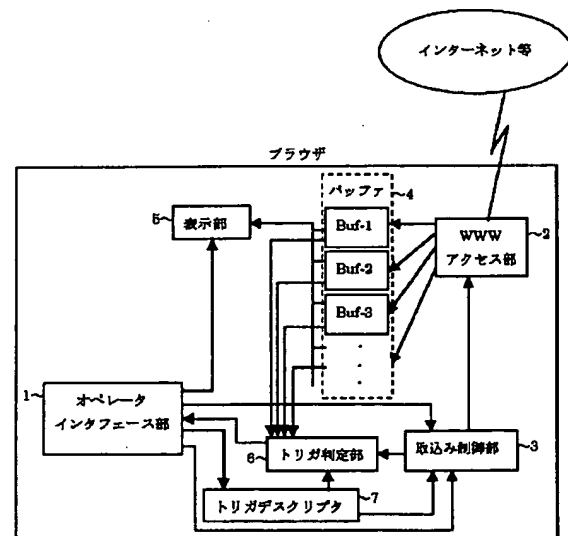 インターネット等
ブラウザ
バッファ
4
5
表示部
Buf-1
WWW
アクセス部
2
Buf-2
Buf-3
1
オペレータ
インタフェース部
6
トリガ判定部
取込み制御部
3
トリガデスクリプタ
7